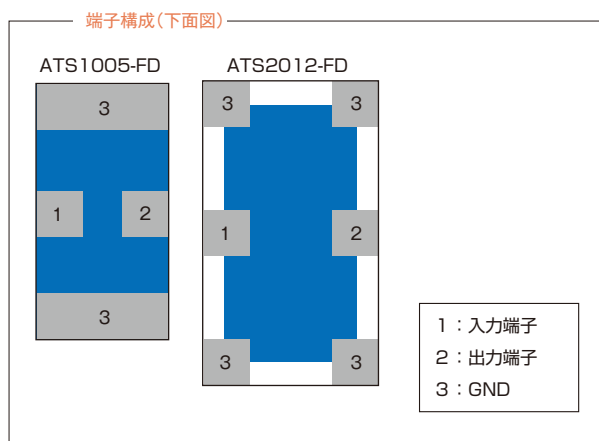 端子構成(下面図)
ATS1005-FD
3
1 2
3
ATS2012-FD
3 3
1 2
3 3
1：入力端子
2：出力端子
3：GND